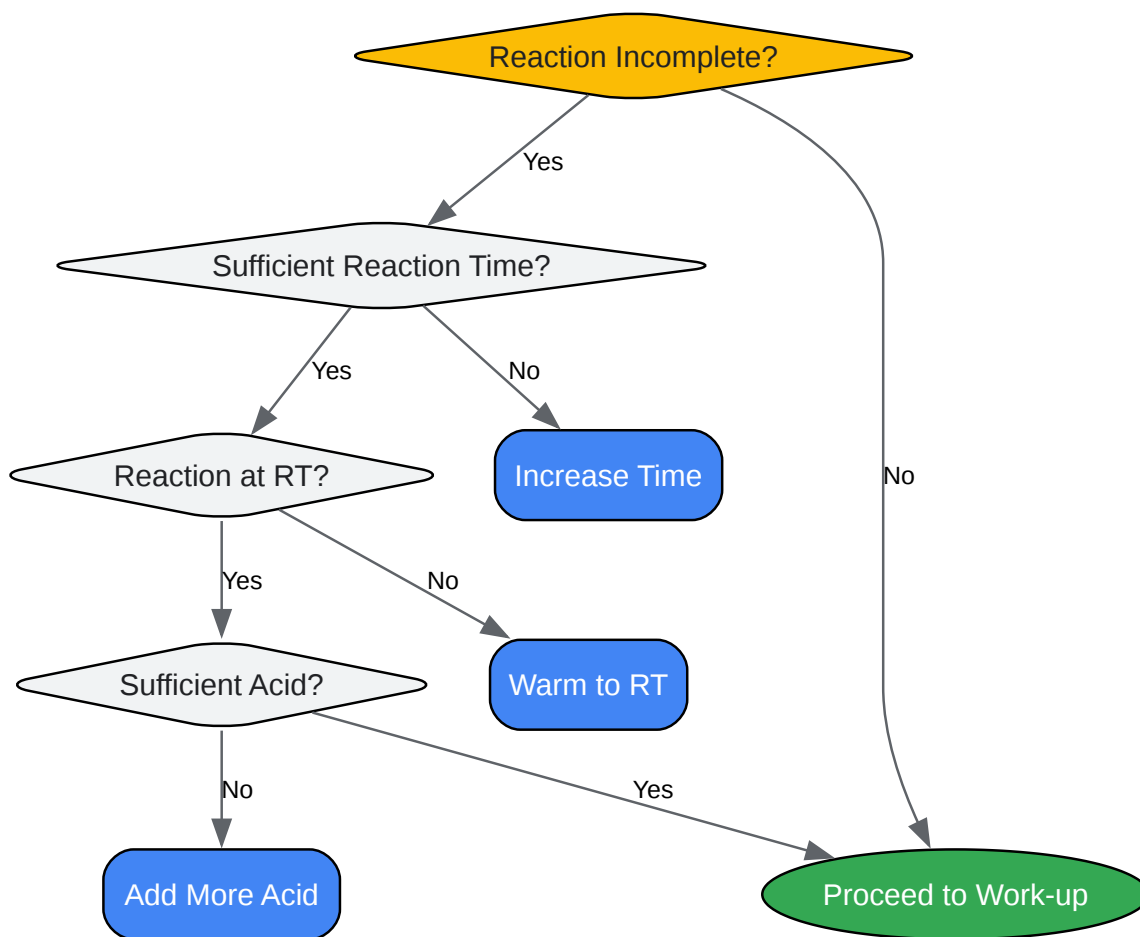 Reaction Incomplete?
Yes
Sufficient Reaction Time?
Yes
No
Reaction at RT?
Increase Time
No
Yes
No
Sufficient Acid?
Warm to RT
No
Yes
Add More Acid
Proceed to Work-up